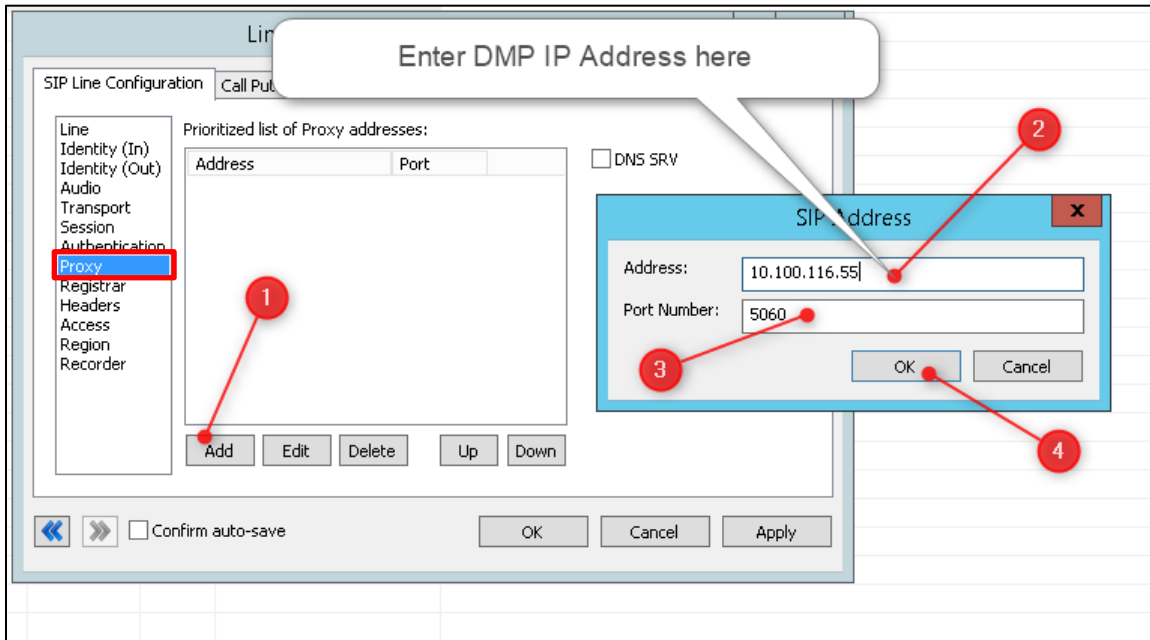 Lin
Enter DMP IP Address here
SIP Line Configuration
Call Put
Line
Identity (In)
Identity (Out)
Audio
Transport
Session
Authentication
Proxy
Registrar
Headers
Access
Region
Recorder
Prioritized list of Proxy addresses:
Address Port
DNS SRV
1
2
SIP Address
x
Address: 10.100.116.55
Port Number: 5060
3
OK Cancel
4
Add Edit Delete Up Down
Confirm auto-save
OK Cancel Apply